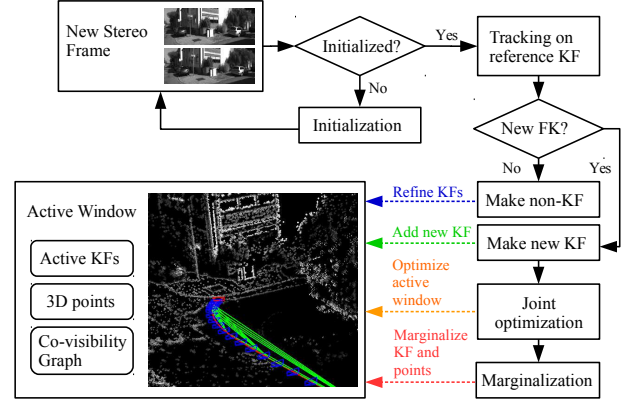 New Stereo
Frame
Initialized?
Yes
Tracking on
reference KF
No
Initialization
New FK?
No
Yes
Active Window
Active KFs
3D points
Co-visibility
Graph
Refine KFs
Make non-KF
Add new KF
Make new KF
Optimize
active
window
Joint
optimization
Marginalize
KF and
points
Marginalization